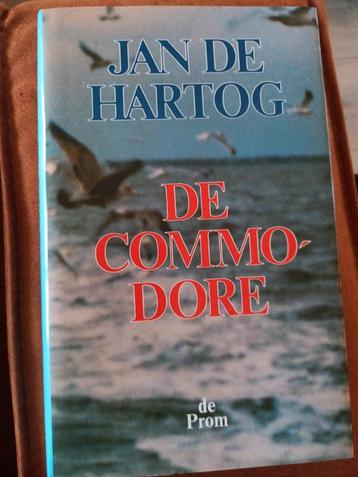 JAN DE
HARTOG
DE
COMMO-
DORE
de
Prom